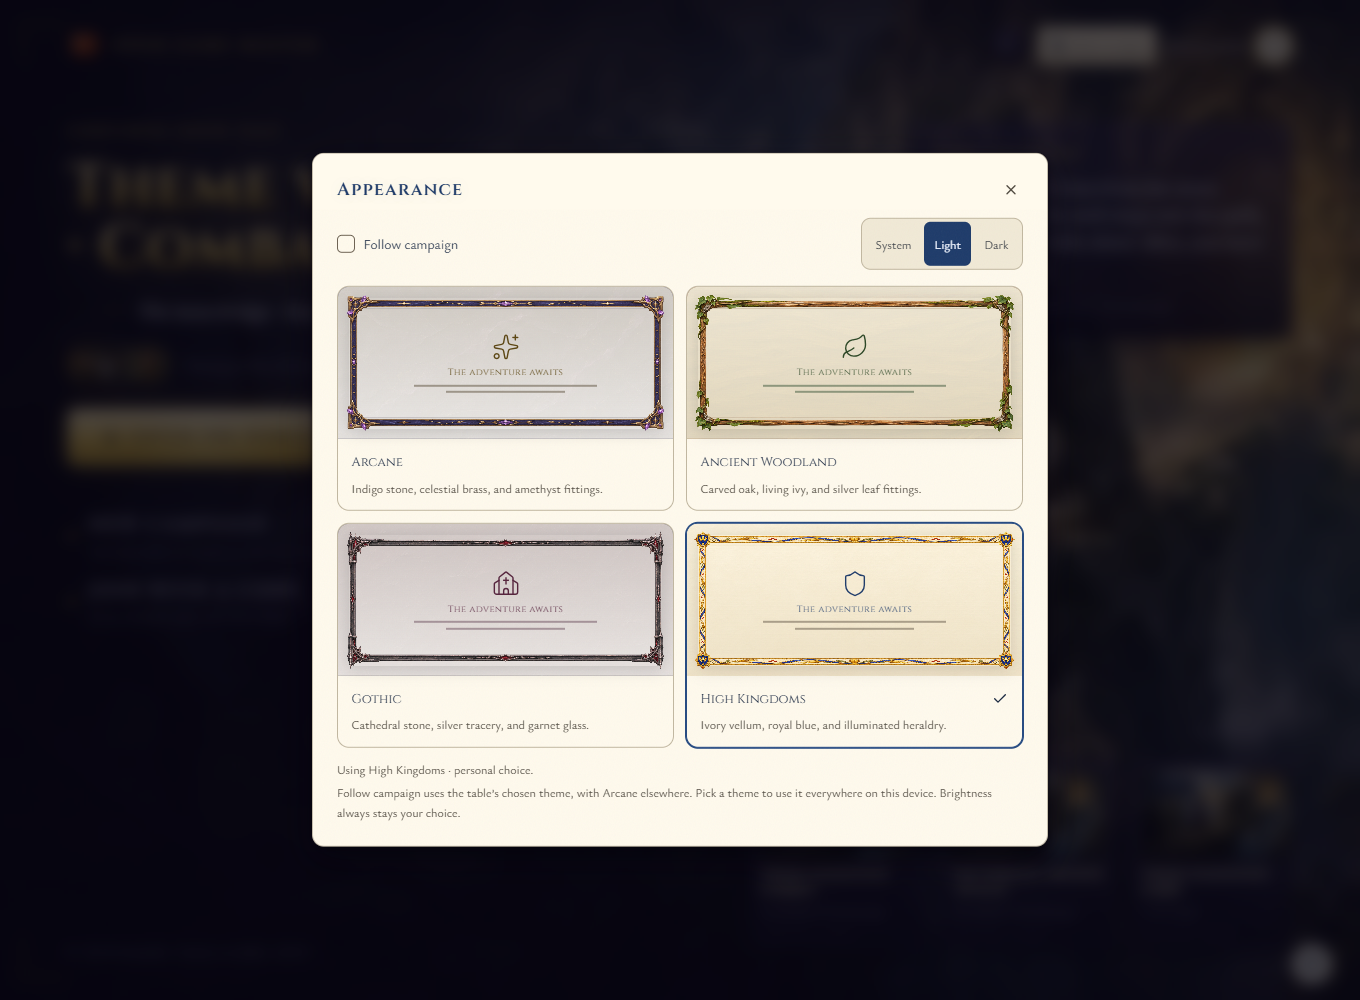 Appearance
Follow campaign
System
Light
Dark
The adventure awaits
The adventure awaits
Arcane
Indigo stone, celestial brass, and amethyst fittings.
Ancient Woodland
Carved oak, living ivy, and silver leaf fittings.
The adventure awaits
The adventure awaits
Gothic
Cathedral stone, silver tracery, and garnet glass.
High Kingdoms
Ivory vellum, royal blue, and illuminated heraldry.
Using High Kingdoms · personal choice.
Follow campaign uses the table's chosen theme, with Arcane elsewhere. Pick a theme to use it everywhere on this device. Brightness
always stays your choice.